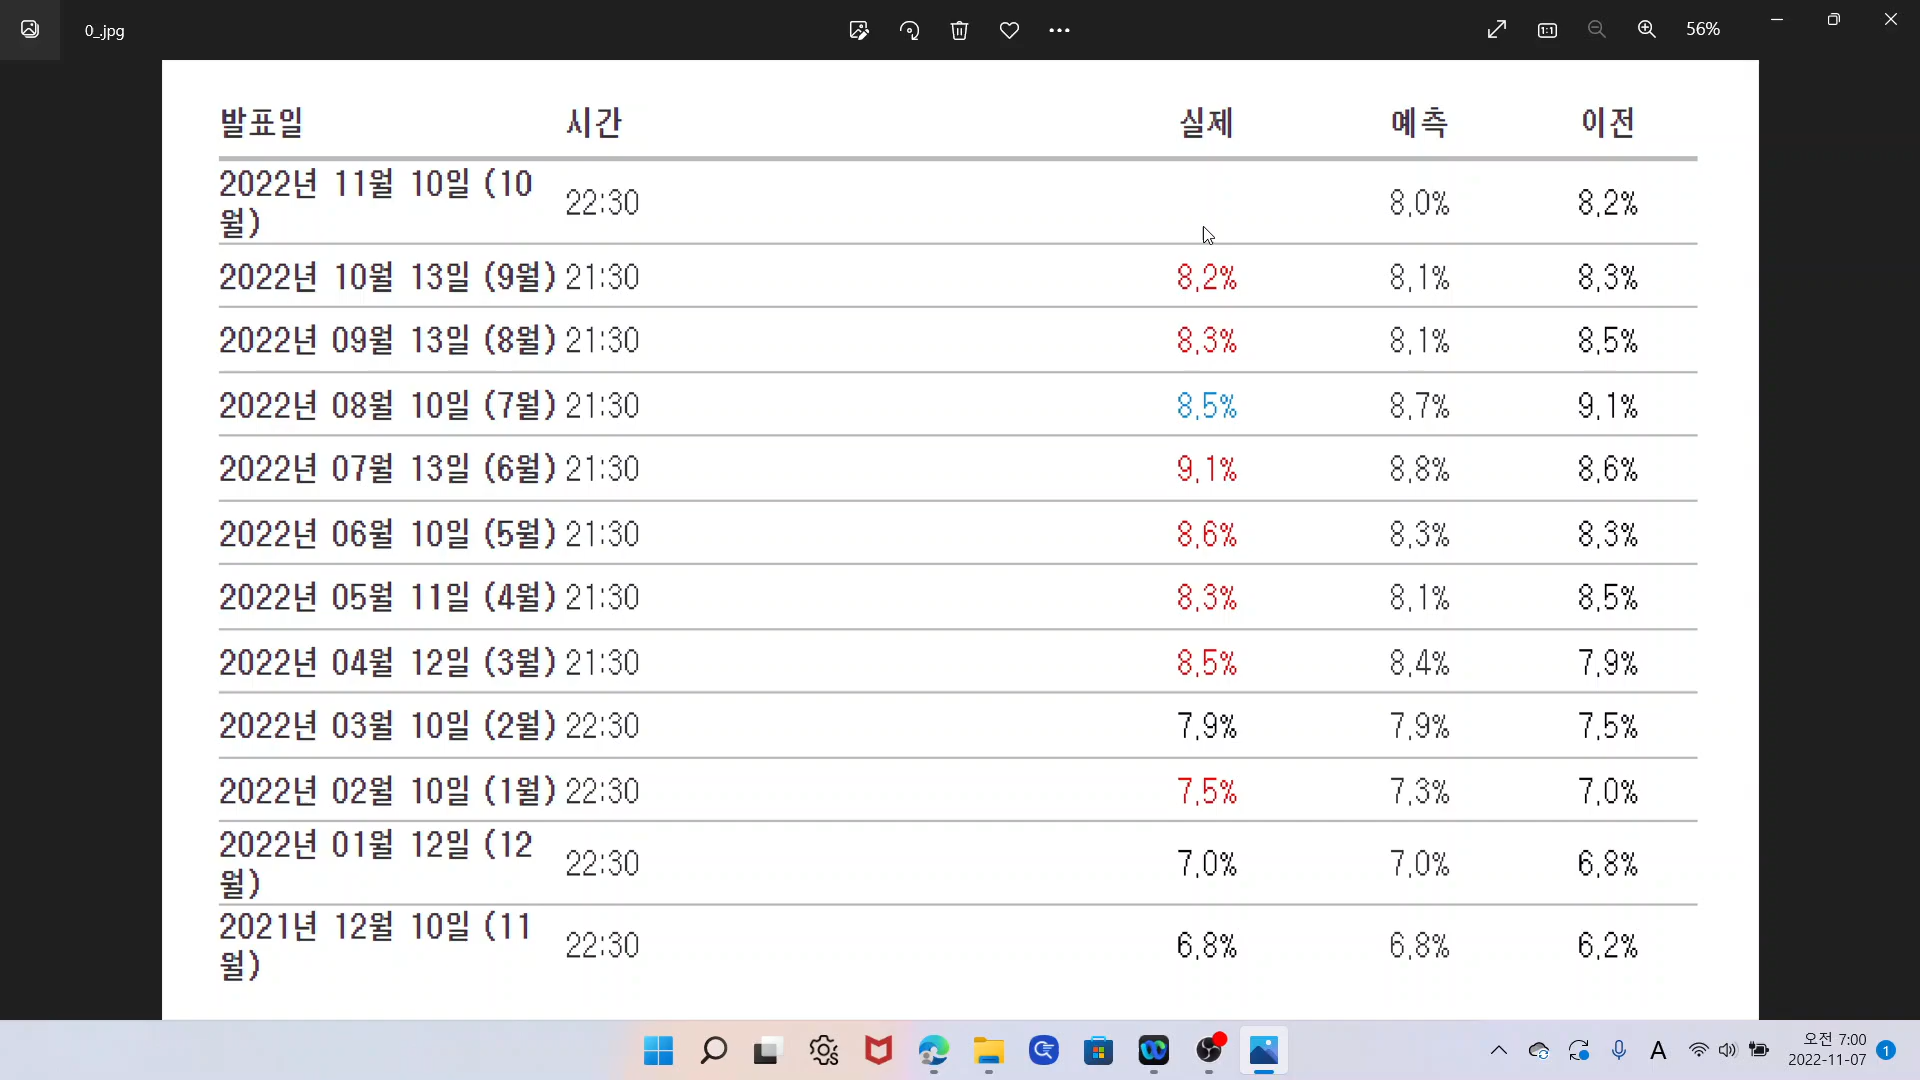 0_.jpg
56%
발표일 시간 실제 예측 이전
2022년 11월 10일 (10
월) 22:30 8.0% 8.2%
2022년 10월 13일 (9월) 21:30 8.2% 8.1% 8.3%
2022년 09월 13일 (8월) 21:30 8.3% 8.1% 8.5%
2022년 08월 10일 (7월) 21:30 8.5% 8.7% 9.1%
2022년 07월 13일 (6월) 21:30 9.1% 8.8% 8.6%
2022년 06월 10일 (5월) 21:30 8.6% 8.3% 8.3%
2022년 05월 11일 (4월) 21:30 8.3% 8.1% 8.5%
2022년 04월 12일 (3월) 21:30 8.5% 8.4% 7.9%
2022년 03월 10일 (2월) 22:30 7.9% 7.9% 7.5%
2022년 02월 10일 (1월) 22:30 7.5% 7.3% 7.0%
2022년 01월 12일 (12
월) 22:30 7.0% 7.0% 6.8%
2021년 12월 10일 (11
월) 22:30 6.8% 6.8% 6.2%
A
오전 7:00
2022-11-07
1